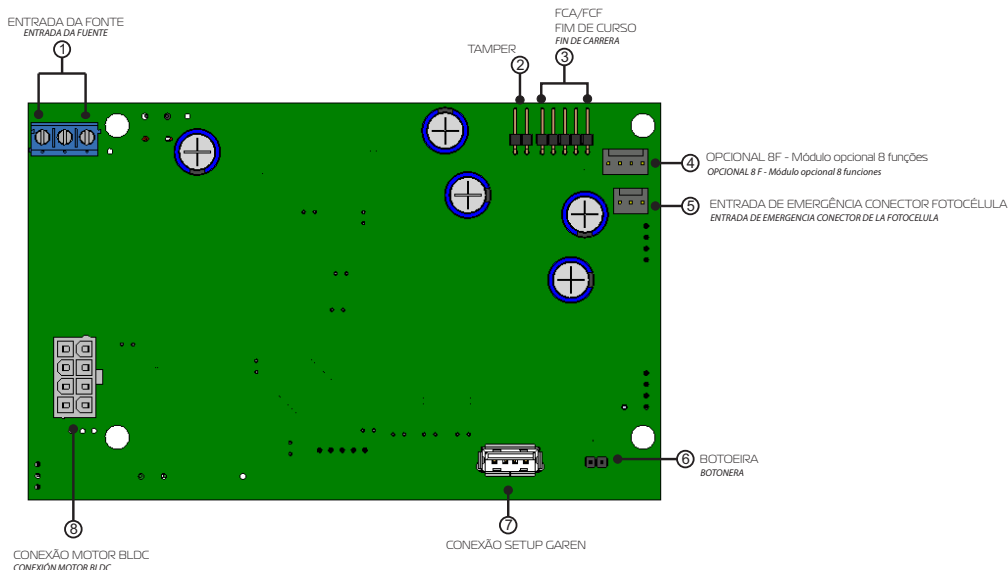 ENTRADA DA FONTE
ENTRADA DA FUENTE
1
TAMPER
2
FCA/FCF
FIM DE CURSO
FIN DE CARRERA
3
4 OPCIONAL 8F - Módulo opcional 8 funções
OPCIONAL 8 F - Módulo opcional 8 funciones
5 ENTRADA DE EMERGÊNCIA CONECTOR FOTOCÉLULA
ENTRADA DE EMERGENCIA CONECTOR DE LA FOTOCELULA
6 BOTOEIRA
BOTONERA
7
CONEXÃO SETUP GAREN
8
CONEXÃO MOTOR BLDC
CONEXIÓN MOTOR BLDC